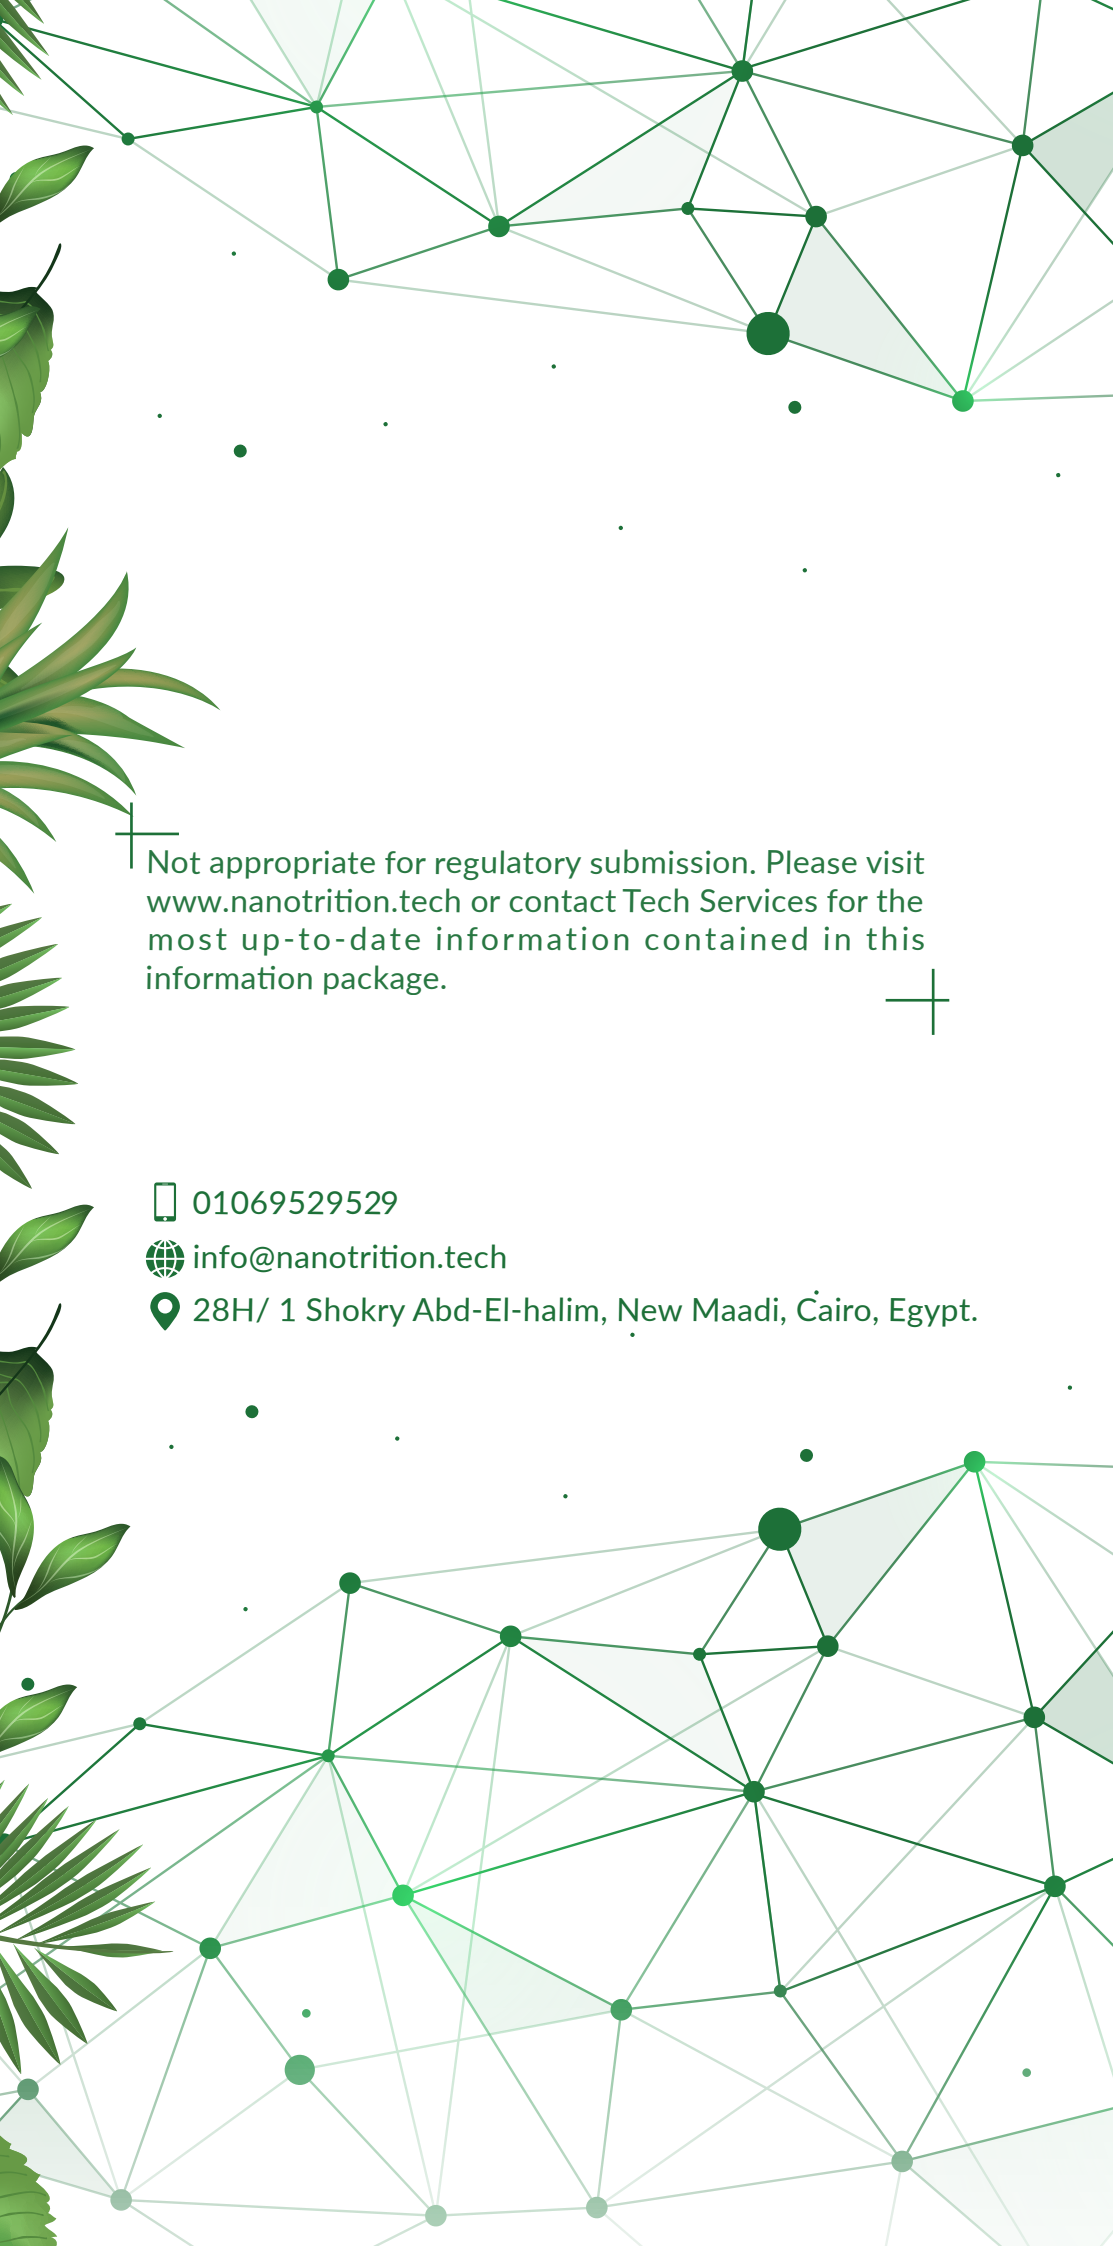 Not appropriate for regulatory submission. Please visit
www.nanotrition.tech or contact Tech Services for the
most up-to-date information contained in this
information package.
01069529529
info@nanotrition.tech
28H/ 1 Shokry Abd-El-halim, New Maadi, Cairo, Egypt.